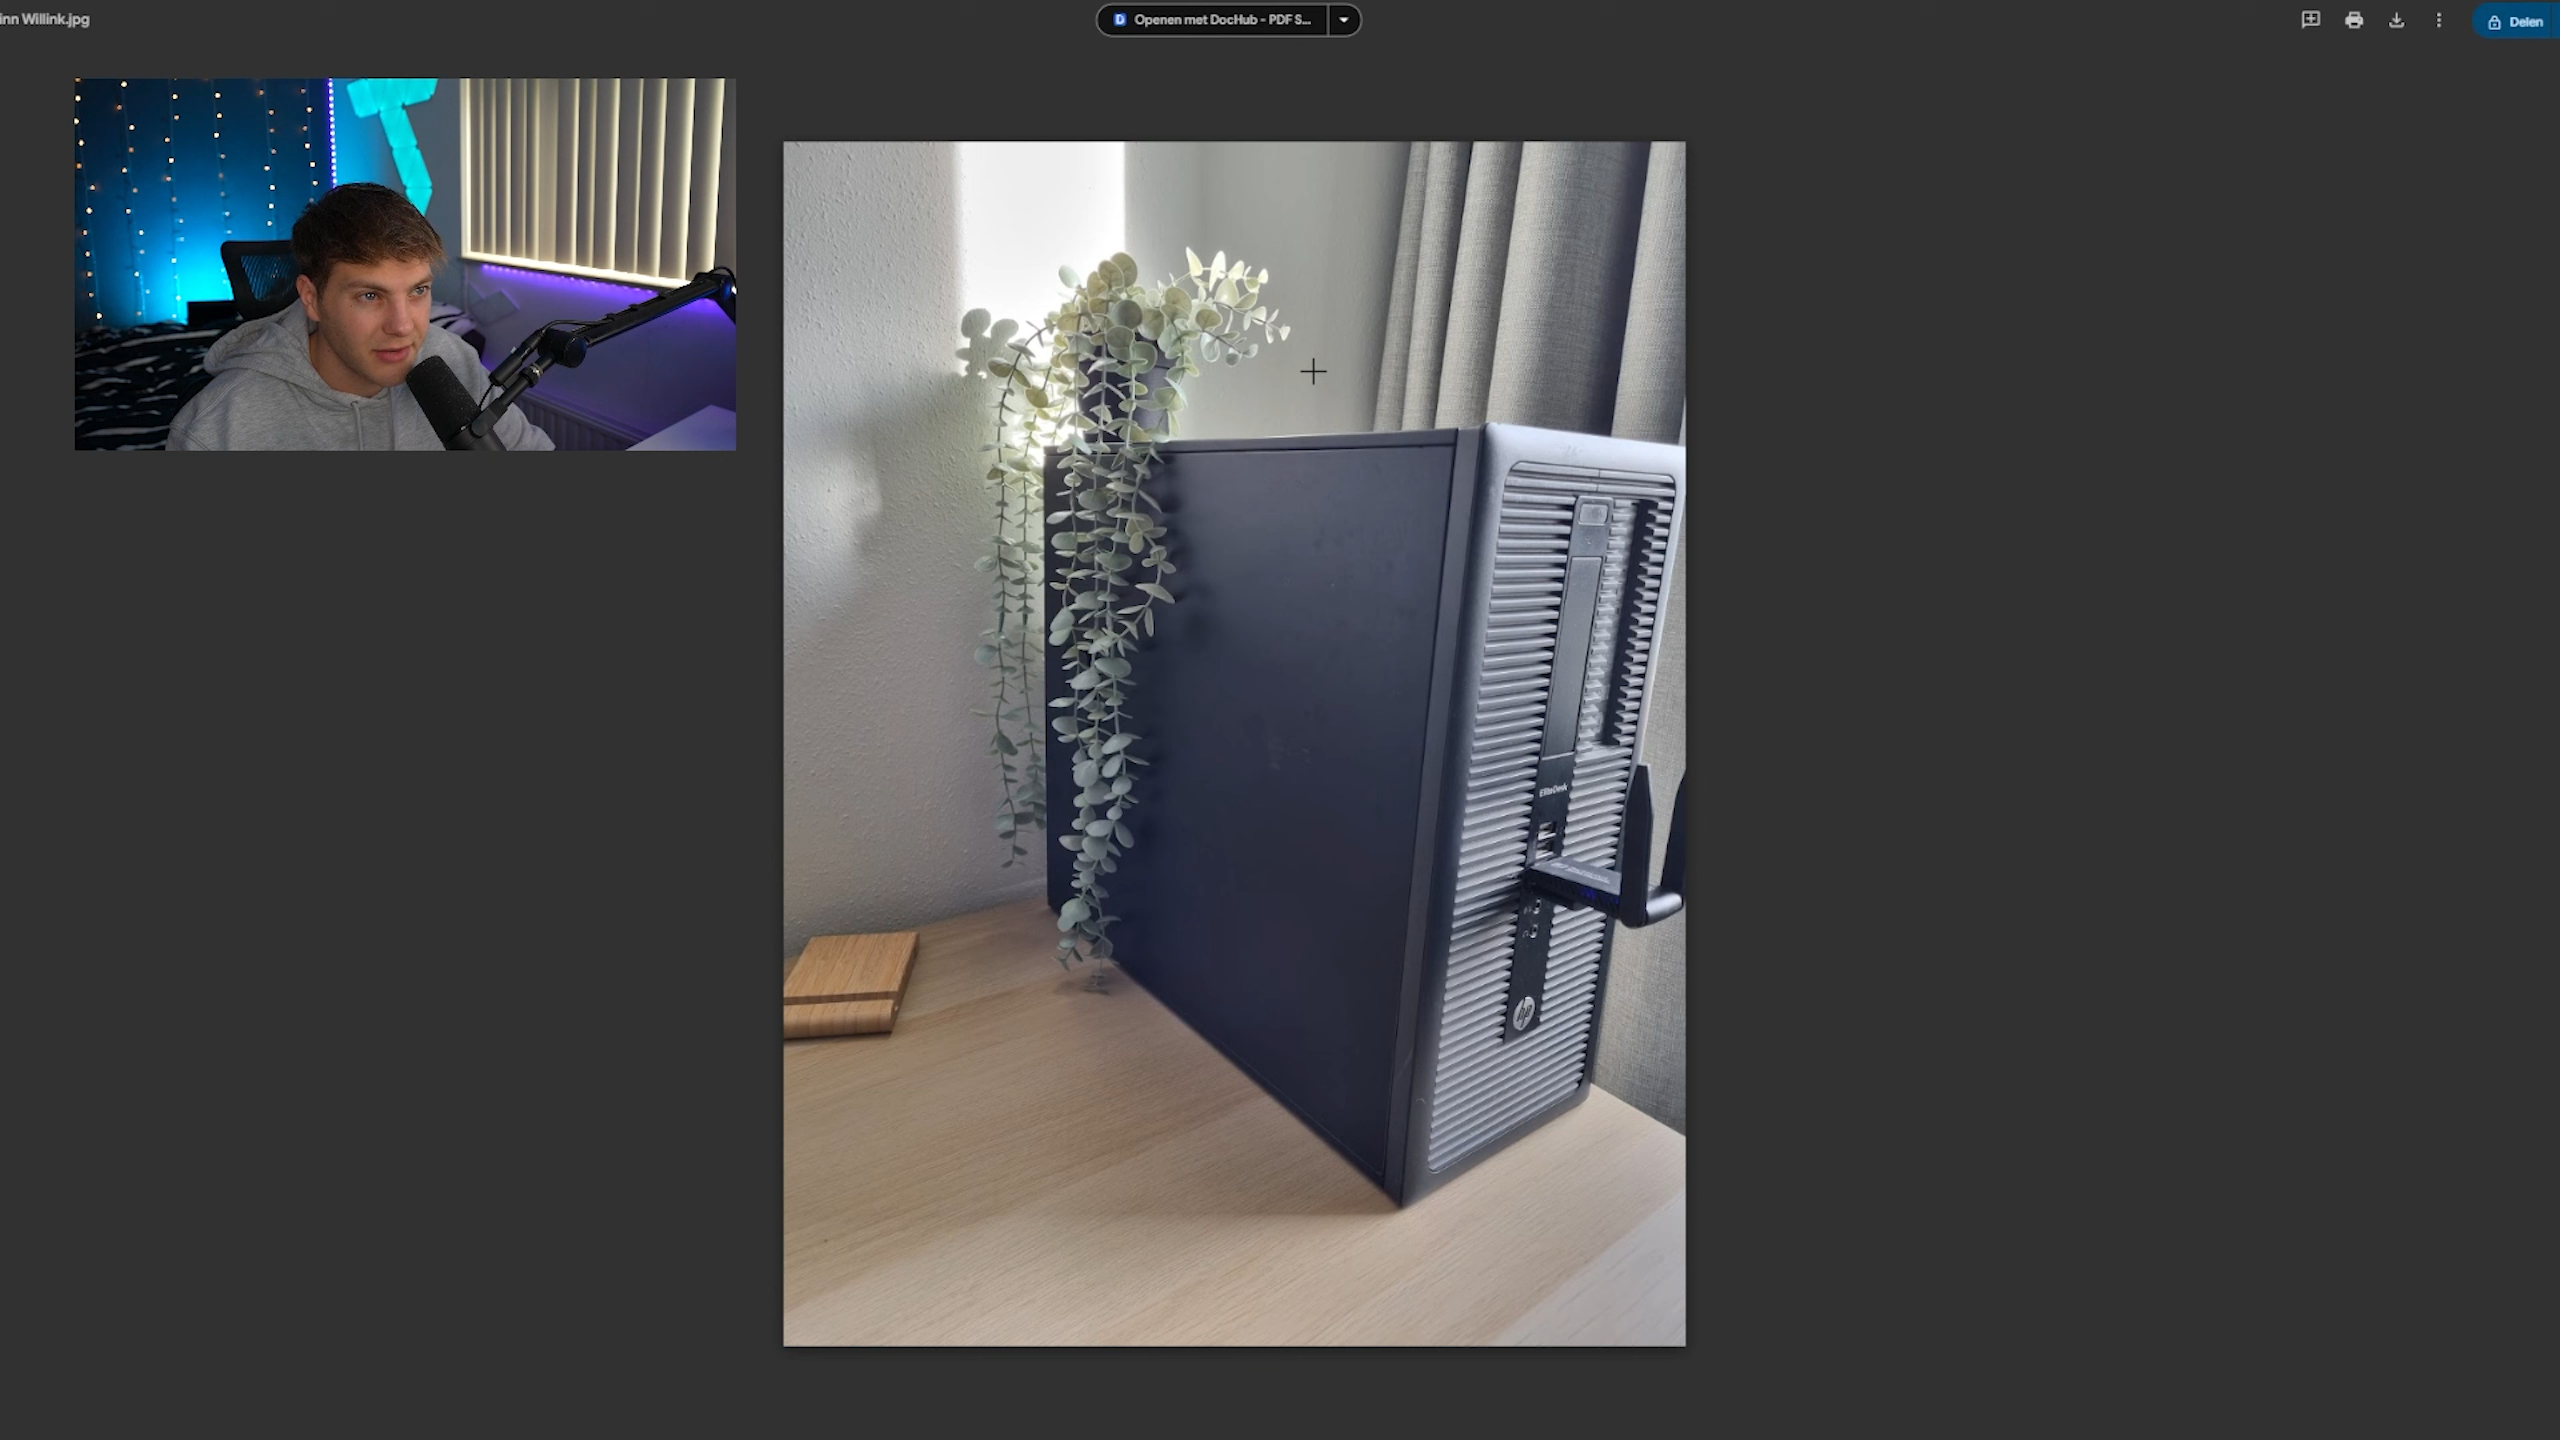 inn Willink.jpg
Openen met DocHub - PDF S...
Delen
EliteDesk
hp